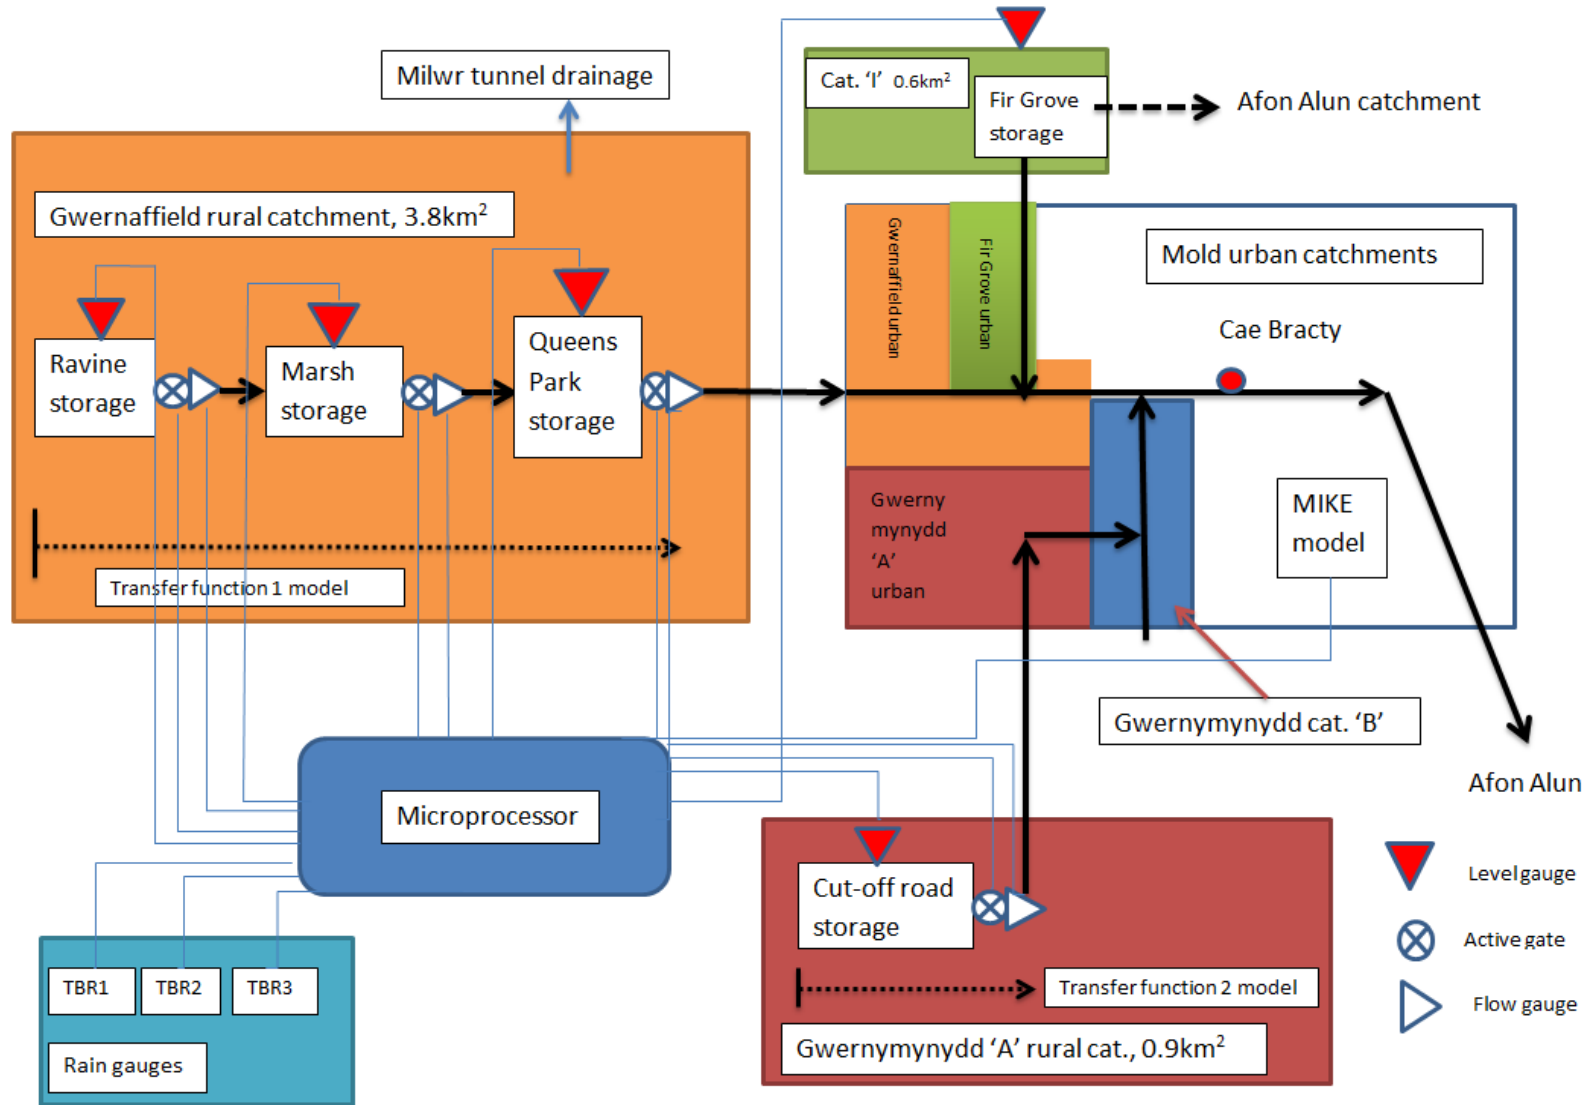 Milwr tunnel drainage
Cat. ‘I’ 0.6km²
Fir Grove
storage
Afon Alun catchment
Gwernaffield rural catchment, 3.8km²
Ravine
storage
Marsh
storage
Queens
Park
storage
Transfer function 1 model
Gwernaffield urban
Fir Grove urban
Mold urban catchments
Cae Bracty
Gwerny
mynydd
‘A’
urban
MIKE
model
Gwernymynydd cat. ‘B’
Afon Alun
Microprocessor
Cut-off road
storage
Transfer function 2 model
Gwernymynydd ‘A’ rural cat., 0.9km²
TBR1
TBR2
TBR3
Rain gauges
Level gauge
Active gate
Flow gauge